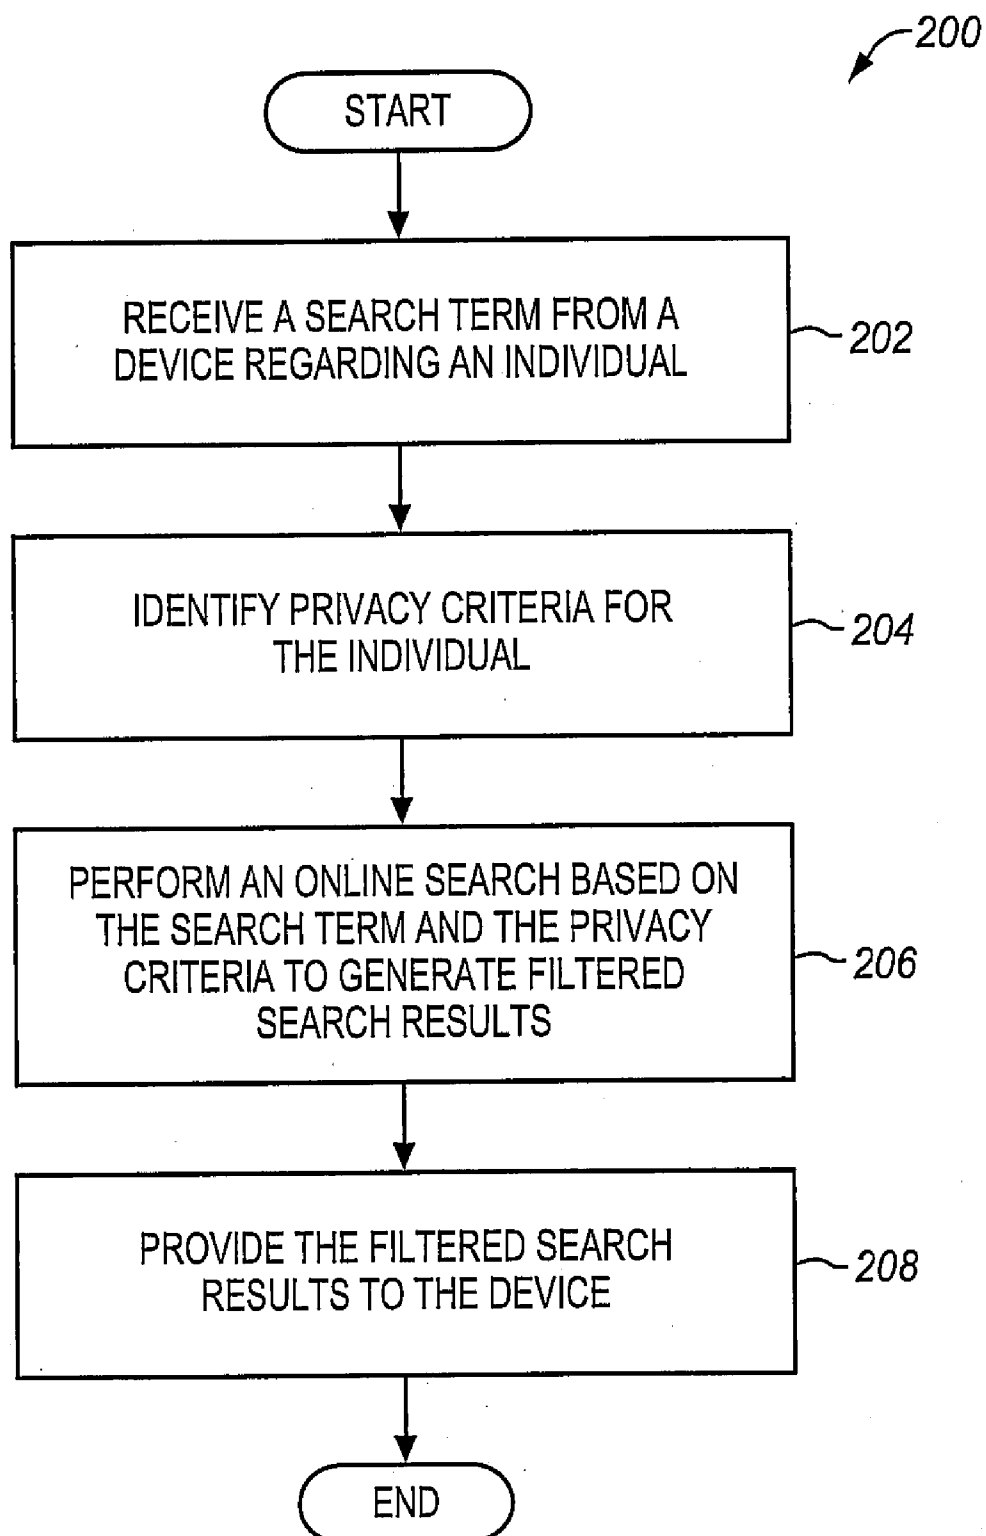 200
START
RECEIVE A SEARCH TERM FROM A
DEVICE REGARDING AN INDIVIDUAL
202
IDENTIFY PRIVACY CRITERIA FOR
THE INDIVIDUAL
204
PERFORM AN ONLINE SEARCH BASED ON
THE SEARCH TERM AND THE PRIVACY
CRITERIA TO GENERATE FILTERED
SEARCH RESULTS
206
PROVIDE THE FILTERED SEARCH
RESULTS TO THE DEVICE
208
END